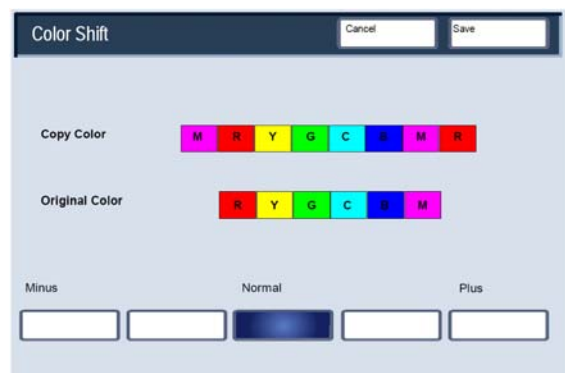 Color Shift
Cancel
Save
Copy Color
M R Y G C B M R
Original Color
R Y G C B M
Minus
Normal
Plus